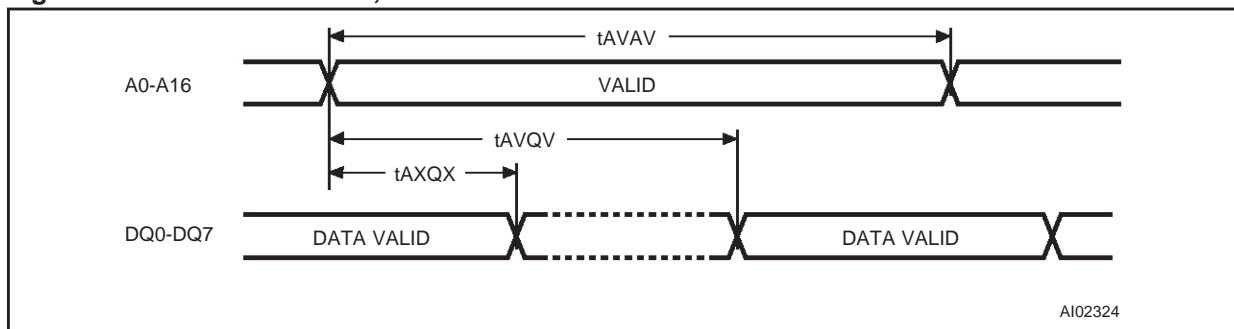 tAVAV
A0-A16
VALID
tAVQV
tAXQX
DQ0-DQ7
DATA VALID
DATA VALID
AI02324